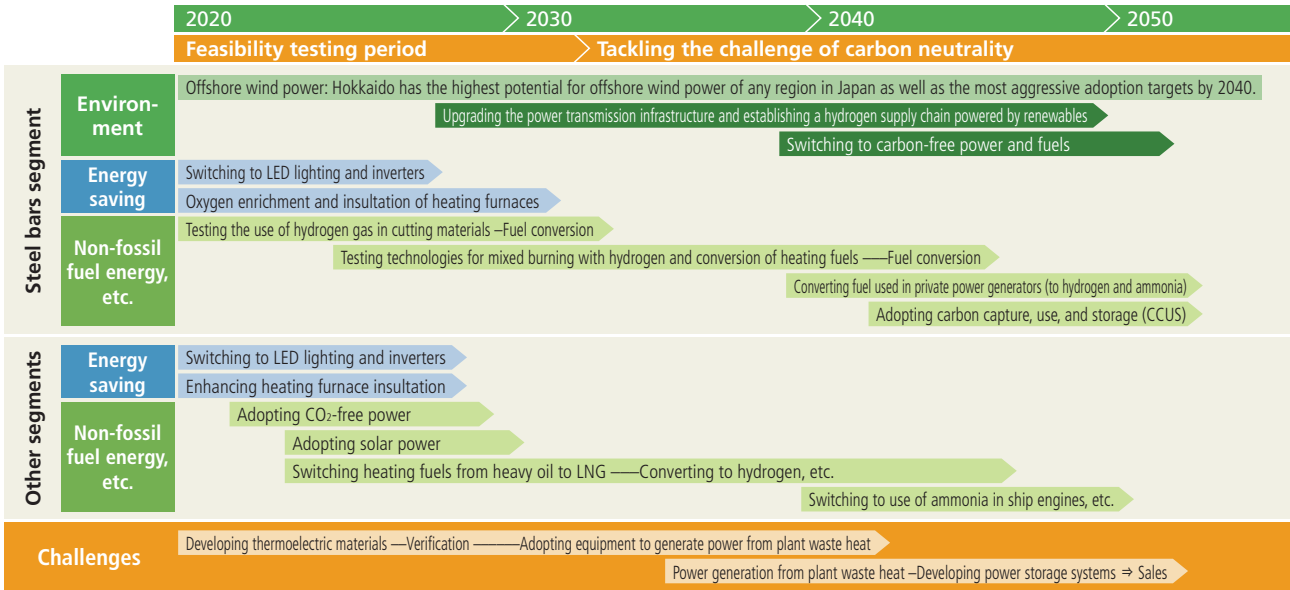 2020 2030 2040 2050
Feasibility testing period Tackling the challenge of carbon neutrality
Steel bars segment
Environ-
ment
Offshore wind power: Hokkaido has the highest potential for offshore wind power of any region in Japan as well as the most aggressive adoption targets by 2040.
Upgrading the power transmission infrastructure and establishing a hydrogen supply chain powered by renewables
Switching to carbon-free power and fuels
Energy
saving
Switching to LED lighting and inverters
Oxygen enrichment and insultation of heating furnaces
Non-fossil
fuel energy,
etc.
Testing the use of hydrogen gas in cutting materials –Fuel conversion
Testing technologies for mixed burning with hydrogen and conversion of heating fuels -—–Fuel conversion
Converting fuel used in private power generators (to hydrogen and ammonia)
Adopting carbon capture, use, and storage (CCUS)
Other segments
Energy
saving
Switching to LED lighting and inverters
Enhancing heating furnace insultation
Non-fossil
fuel energy,
etc.
Adopting CO₂-free power
Adopting solar power
Switching heating fuels from heavy oil to LNG -—–Converting to hydrogen, etc.
Switching to use of ammonia in ship engines, etc.
Challenges
Developing thermoelectric materials —Verification -———Adopting equipment to generate power from plant waste heat
Power generation from plant waste heat –Developing power storage systems ⇒ Sales